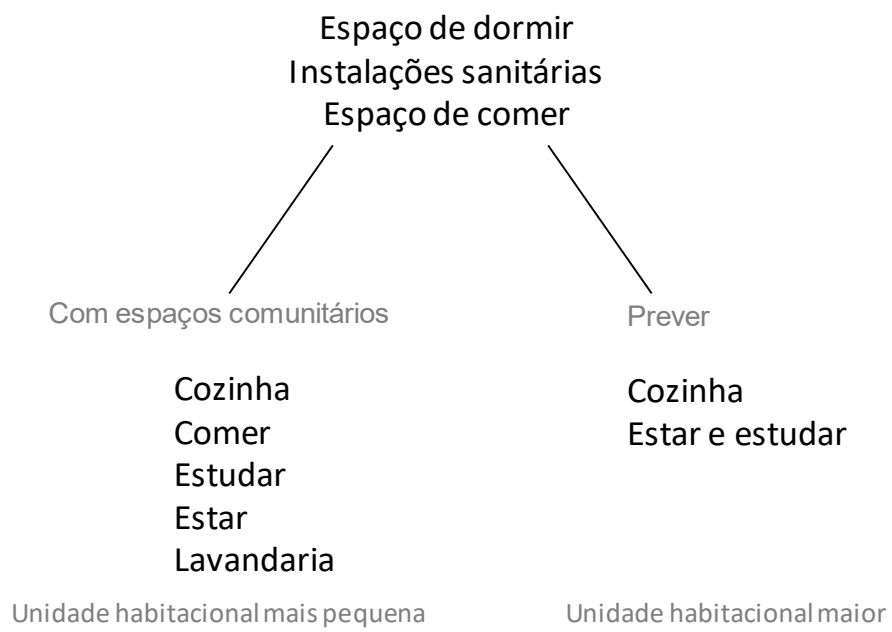 Espaço de dormir
Instalações sanitárias
Espaço de comer
Com espaços comunitários
Cozinha
Comer
Estudar
Estar
Lavandaria
Unidade habitacional mais pequena
Prever
Cozinha
Estar e estudar
Unidade habitacional maior